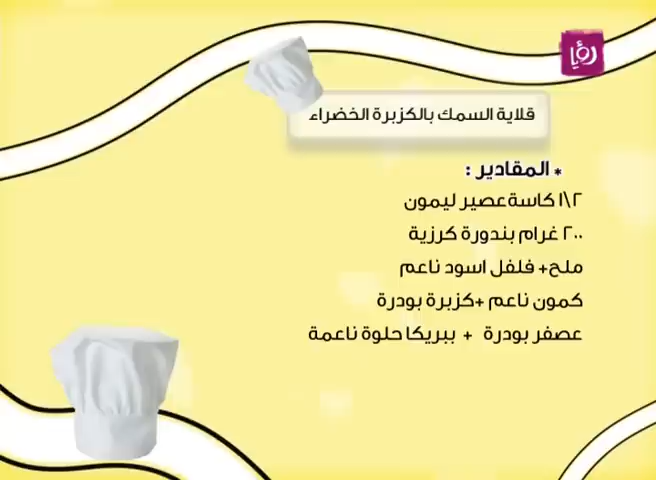 رؤيا
قلاية السمك بالكزبرة الخضراء
* المقادير :
١\٢ كاسة عصير ليمون
٢٠٠ غرام بندورة كرزية
ملح+ فلفل اسود ناعم
كمون ناعم +كزبرة بودرة
عصفر بودرة + ببريكا حلوة ناعمة